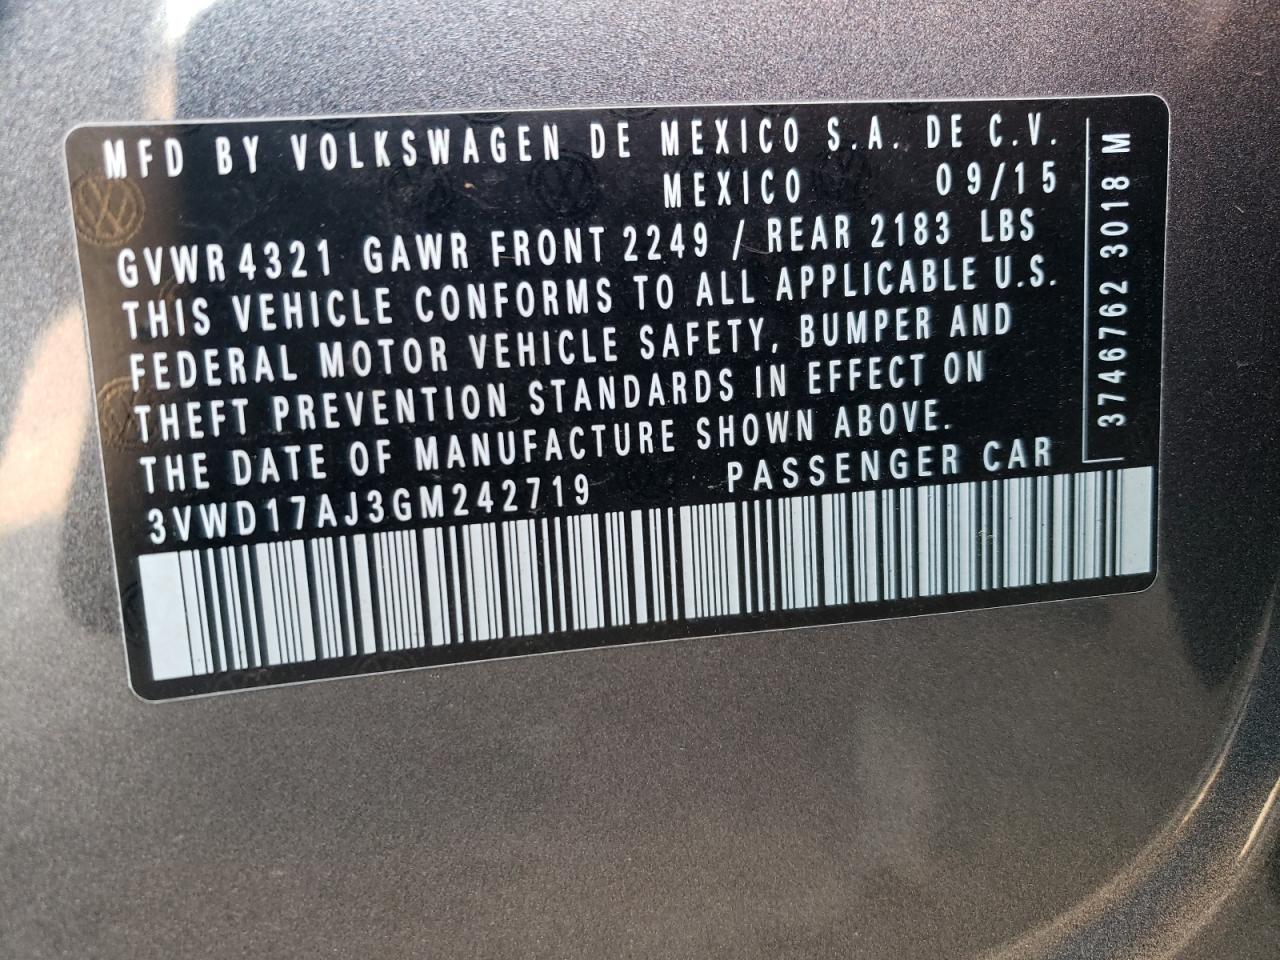 MFD BY VOLKSWAGEN DE MEXICO S.A. DE C.V.
MEXICO 09/15
GVWR 4321 GAWR FRONT 2249 / REAR 2183 LBS
THIS VEHICLE CONFORMS TO ALL APPLICABLE U.S.
FEDERAL MOTOR VEHICLE SAFETY, BUMPER AND
THEFT PREVENTION STANDARDS IN EFFECT ON
THE DATE OF MANUFACTURE SHOWN ABOVE.
3VWD17AJ3GM242719 PASSENGER CAR
3746762 3018 M